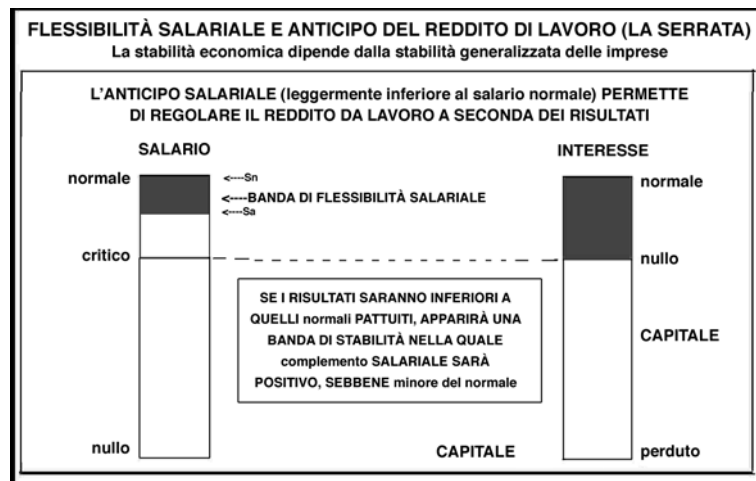 FLESSIBILITÀ SALARIALE E ANTICIPO DEL REDDITO DI LAVORO (LA SERRATA)
La stabilità economica dipende dalla stabilità generalizzata delle imprese
L'ANTICIPO SALARIALE (leggermente inferiore al salario normale) PERMETTE
DI REGOLARE IL REDDITO DA LAVORO A SECONDA DEI RISULTATI
SALARIO
INTERESSE
normale
<----Sn
normale
<----BANDA DI FLESSIBILITÀ SALARIALE
<----Sa
critico
nullo
SE I RISULTATI SARANNO INFERIORI A
QUELLI normali PATTUITI, APPARIRÀ UNA
BANDA DI STABILITÀ NELLA QUALE
complemento SALARIALE SARÀ
POSITIVO, SEBBENE minore del normale
CAPITALE
nullo
CAPITALE
perduto